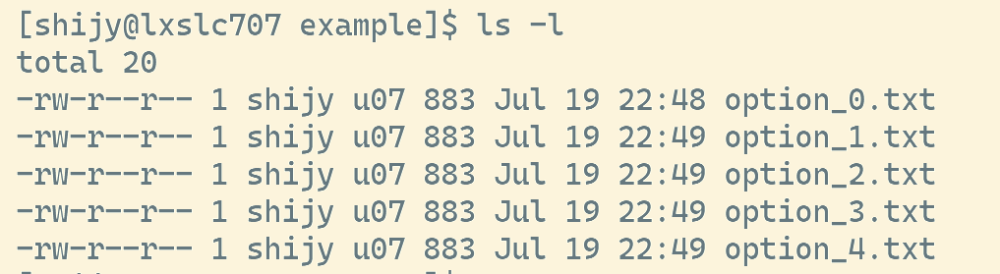 [shijy@lxslc707 example]$ ls -l
total 20
-rw-r--r-- 1 shijy u07 883 Jul 19 22:48 option_0.txt
-rw-r--r-- 1 shijy u07 883 Jul 19 22:49 option_1.txt
-rw-r--r-- 1 shijy u07 883 Jul 19 22:49 option_2.txt
-rw-r--r-- 1 shijy u07 883 Jul 19 22:49 option_3.txt
-rw-r--r-- 1 shijy u07 883 Jul 19 22:49 option_4.txt